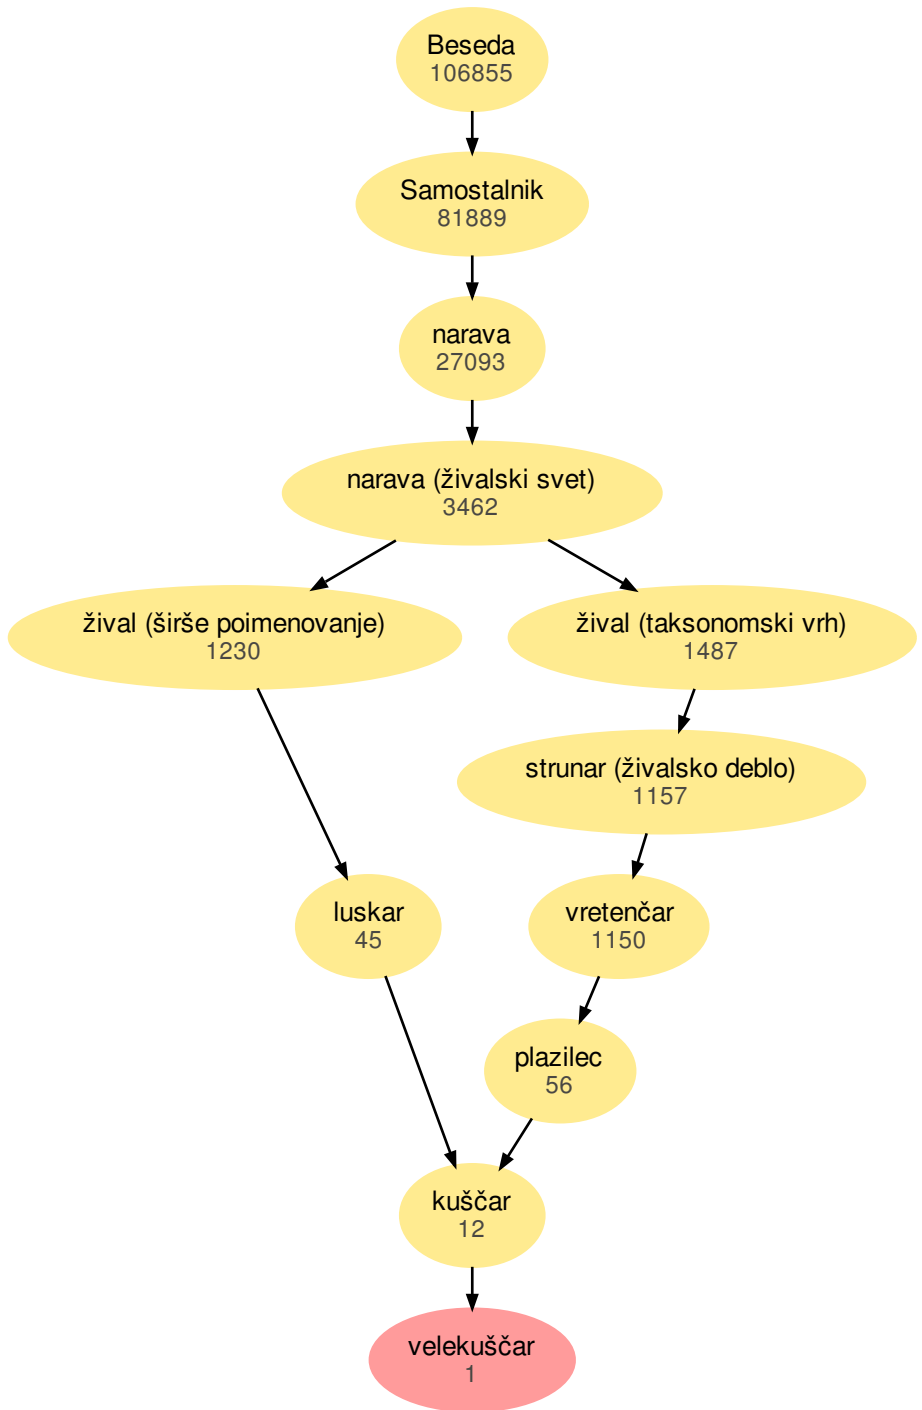 Beseda
106855
Samostalnik
81889
narava
27093
narava (živalski svet)
3462
žival (širše poimenovanje)
1230
žival (taksonomski vrh)
1487
strunar (živalsko deblo)
1157
luskar
45
vretenčar
1150
plazilec
56
kuščar
12
velekuščar
1